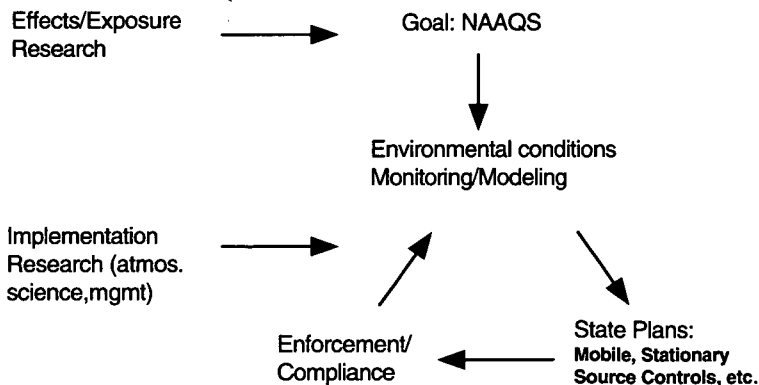 Effects/Exposure
Research
Goal: NAAQS
Environmental conditions
Monitoring/Modeling
Implementation
Research (atmos.
science,mgmt)
Enforcement/
Compliance
State Plans:
Mobile, Stationary
Source Controls, etc.